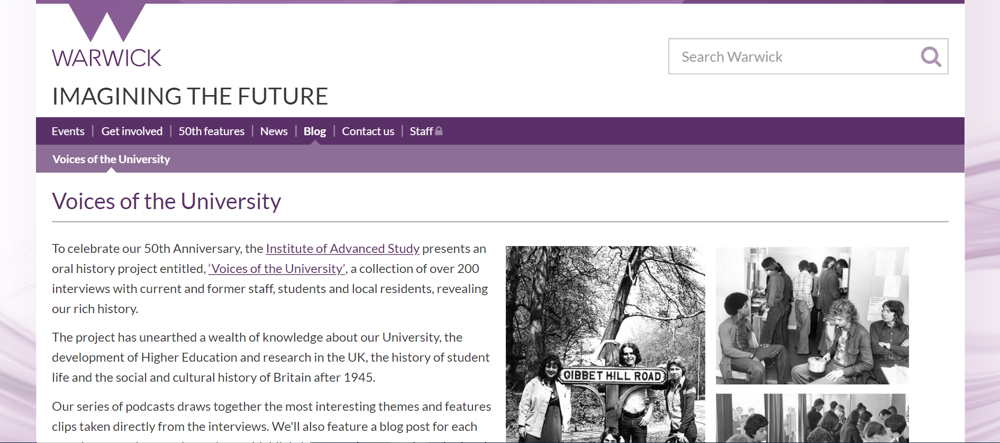 WARWICK
Search Warwick
IMAGINING THE FUTURE
Events | Get involved | 50th features | News | Blog | Contact us | Staff
Voices of the University
Voices of the University
To celebrate our 50th Anniversary, the Institute of Advanced Study presents an
oral history project entitled, ‘Voices of the University’, a collection of over 200
interviews with current and former staff, students and local residents, revealing
our rich history.
The project has unearthed a wealth of knowledge about our University, the
development of Higher Education and research in the UK, the history of student
life and the social and cultural history of Britain after 1945.
Our series of podcasts draws together the most interesting themes and features
clips taken directly from the interviews. We'll also feature a blog post for each
GIBBET HILL ROAD